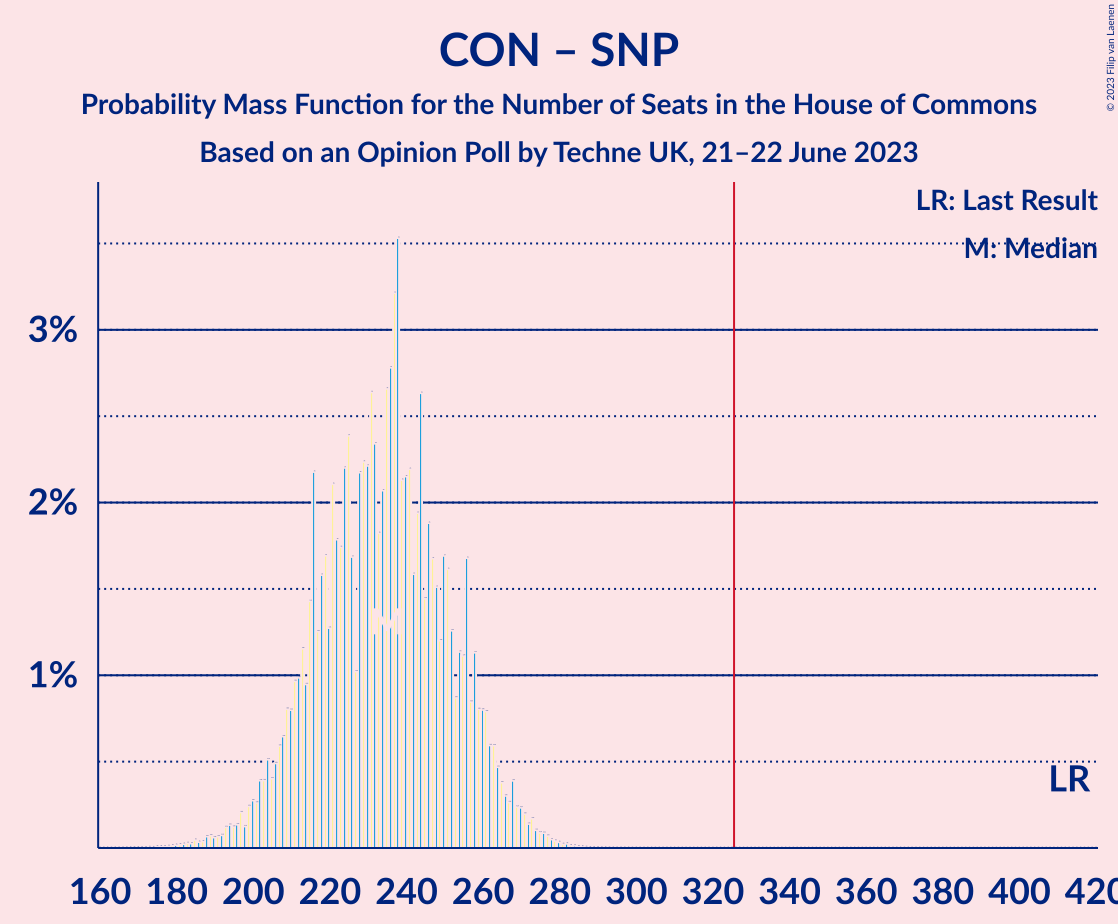 CON – SNP
Probability Mass Function for the Number of Seats in the House of Commons
Based on an Opinion Poll by Techne UK, 21–22 June 2023
© 2023 Filip van Laenen
LR: Last Result
M: Median
3%
2%
1%
M
LR
160 180 200 220 240 260 280 300 320 340 360 380 400 420